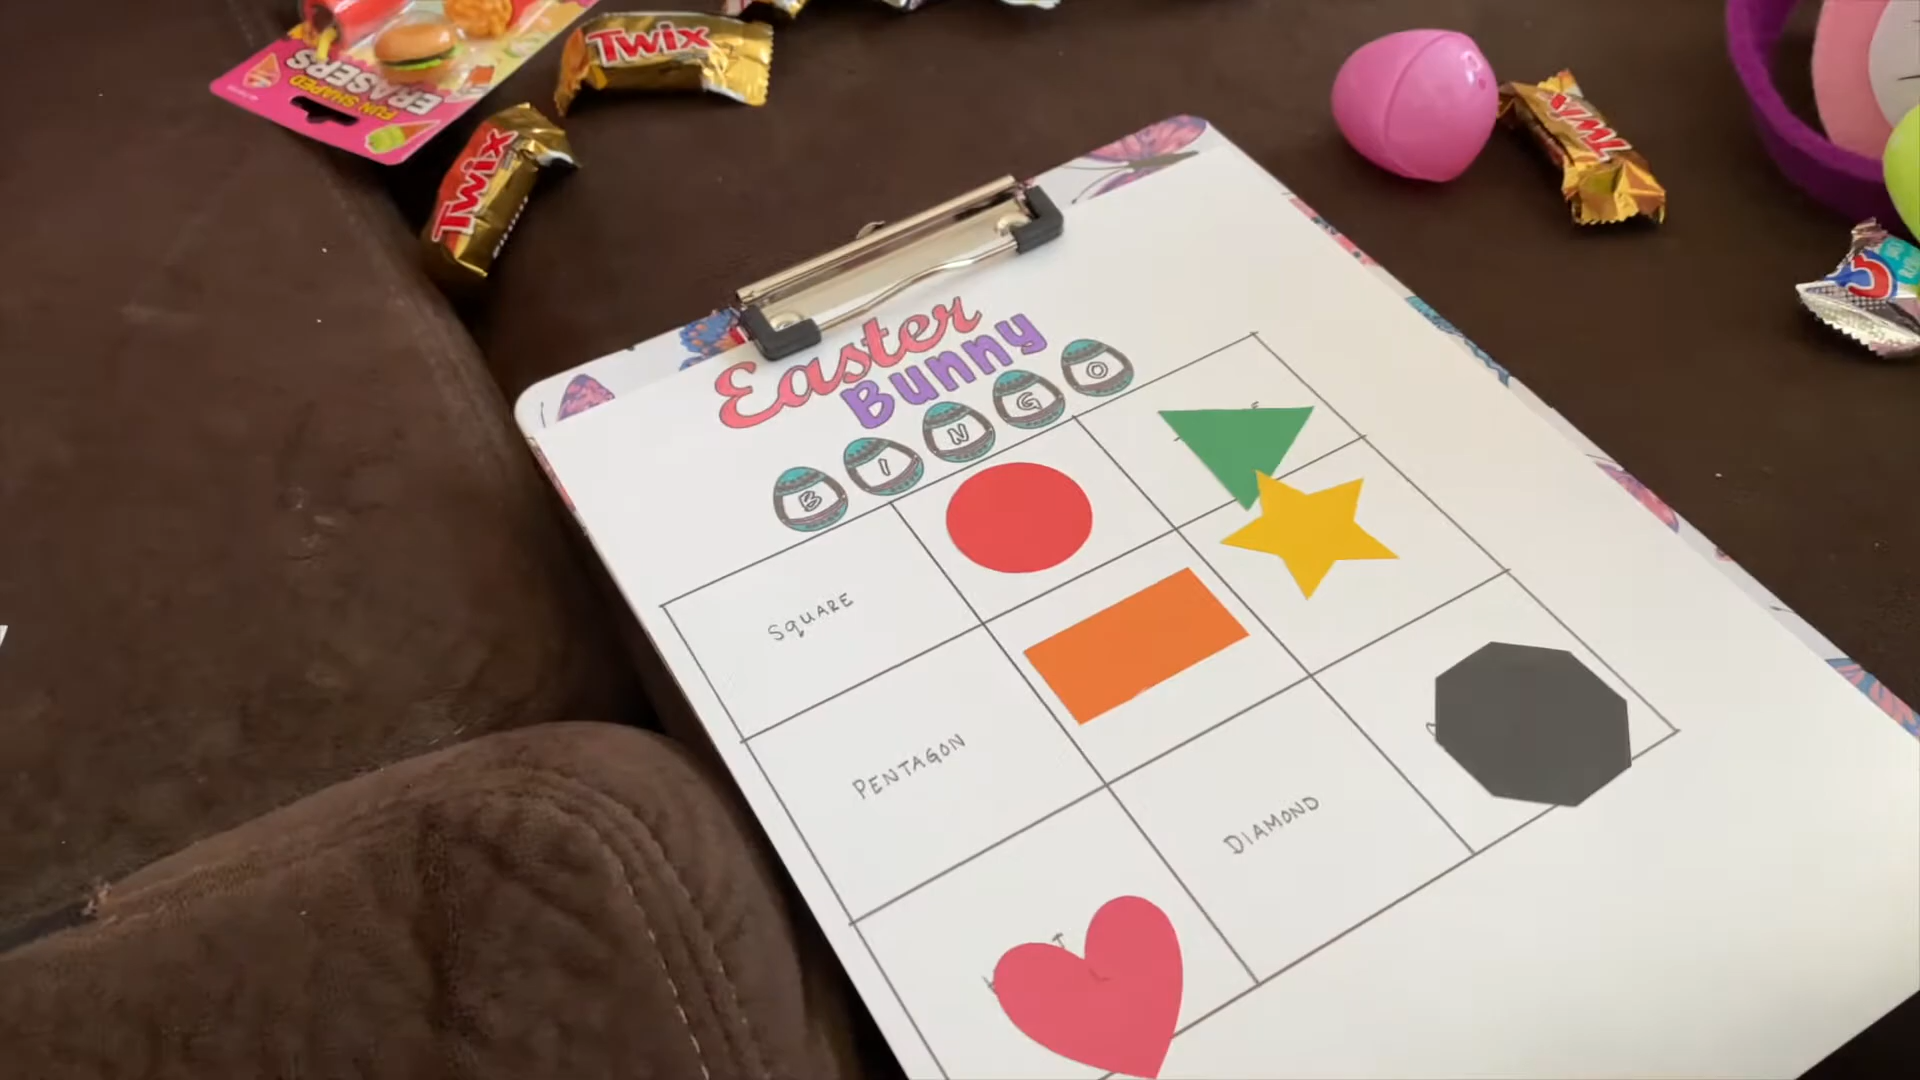 FUN SHAPED
ERASERS
Twix
Twix
Twix
Easter
Bunny
B I N G O
SQUARE
PENTAGON
DIAMOND